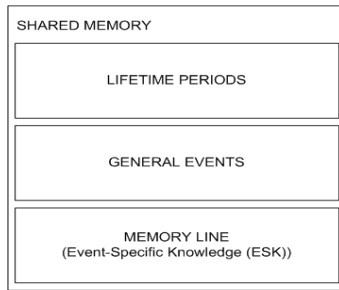 SHARED MEMORY
LIFETIME PERIODS
GENERAL EVENTS
MEMORY LINE
(Event-Specific Knowledge (ESK))